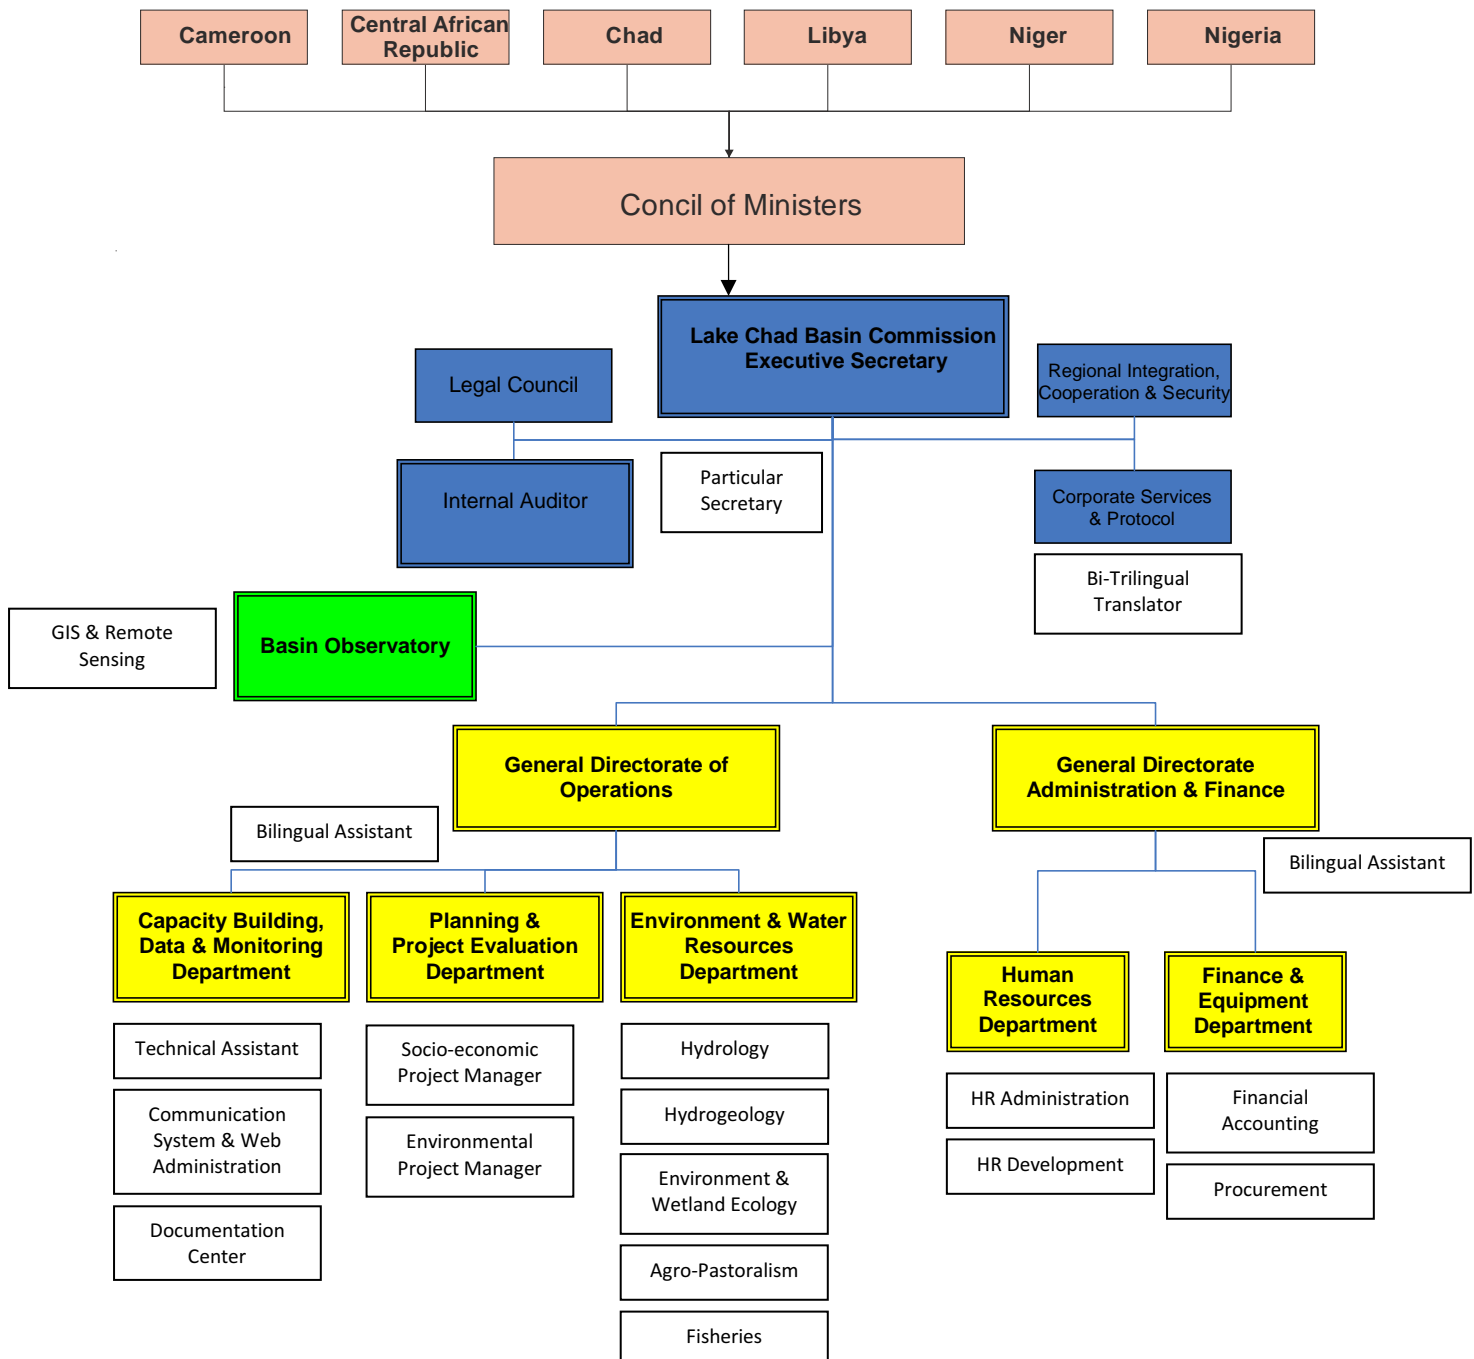 Cameroon
Central African
Republic
Chad
Libya
Niger
Nigeria
Concil of Ministers
Lake Chad Basin Commission
Executive Secretary
Legal Council
Regional Integration,
Cooperation & Security
Internal Auditor
Particular
Secretary
Corporate Services
& Protocol
Bi-Trilingual
Translator
GIS & Remote
Sensing
Basin Observatory
General Directorate of
Operations
General Directorate
Administration & Finance
Bilingual Assistant
Bilingual Assistant
Capacity Building,
Data & Monitoring
Department
Planning &
Project Evaluation
Department
Environment & Water
Resources
Department
Human
Resources
Department
Finance &
Equipment
Department
Technical Assistant
Communication
System & Web
Administration
Documentation
Center
Socio-economic
Project Manager
Environmental
Project Manager
Hydrology
Hydrogeology
Environment &
Wetland Ecology
Agro-Pastoralism
Fisheries
HR Administration
HR Development
Financial
Accounting
Procurement